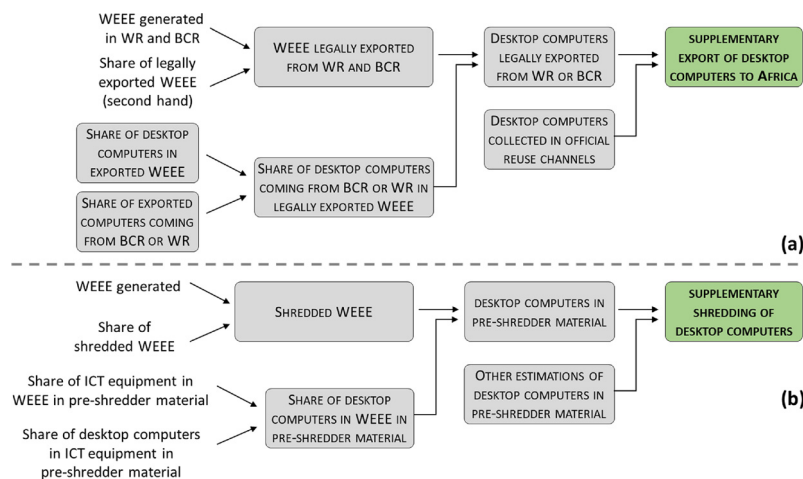 WEEE generated
in WR and BCR
Share of legally
exported WEEE
(second hand)
WEEE LEGALLY EXPORTED
FROM WR AND BCR
DESKTOP COMPUTERS
LEGALLY EXPORTED
FROM WR OR BCR
SUPPLEMENTARY
EXPORT OF DESKTOP
COMPUTERS TO AFRICA
SHARE OF DESKTOP
COMPUTERS IN
EXPORTED WEEE
SHARE OF EXPORTED
COMPUTERS COMING
FROM BCR OR WR
SHARE OF DESKTOP COMPUTERS
COMING FROM BCR OR WR IN
LEGALLY EXPORTED WEEE
DESKTOP COMPUTERS
COLLECTED IN OFFICIAL
REUSE CHANNELS
(a)
WEEE generated
Share of
shredded WEEE
SHREDDED WEEE
DESKTOP COMPUTERS IN
PRE-SHREDDER MATERIAL
SUPPLEMENTARY
SHREDDING OF
DESKTOP COMPUTERS
Share of ICT equipment in
WEEE in pre-shredder material
Share of desktop computers
in ICT equipment in
pre-shredder material
SHARE OF DESKTOP
COMPUTERS IN WEEE IN
PRE-SHREDDER MATERIAL
OTHER ESTIMATIONS OF
DESKTOP COMPUTERS IN
PRE-SHREDDER MATERIAL
(b)